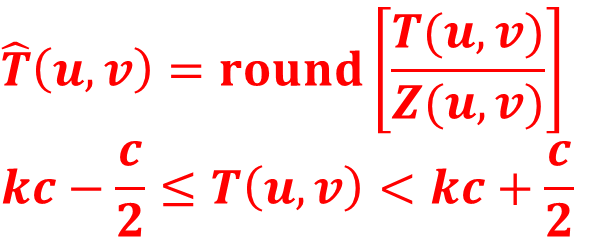 T̂(u, v) = round [T(u, v) / Z(u, v)]
kc − c/2 ≤ T(u, v) < kc + c/2